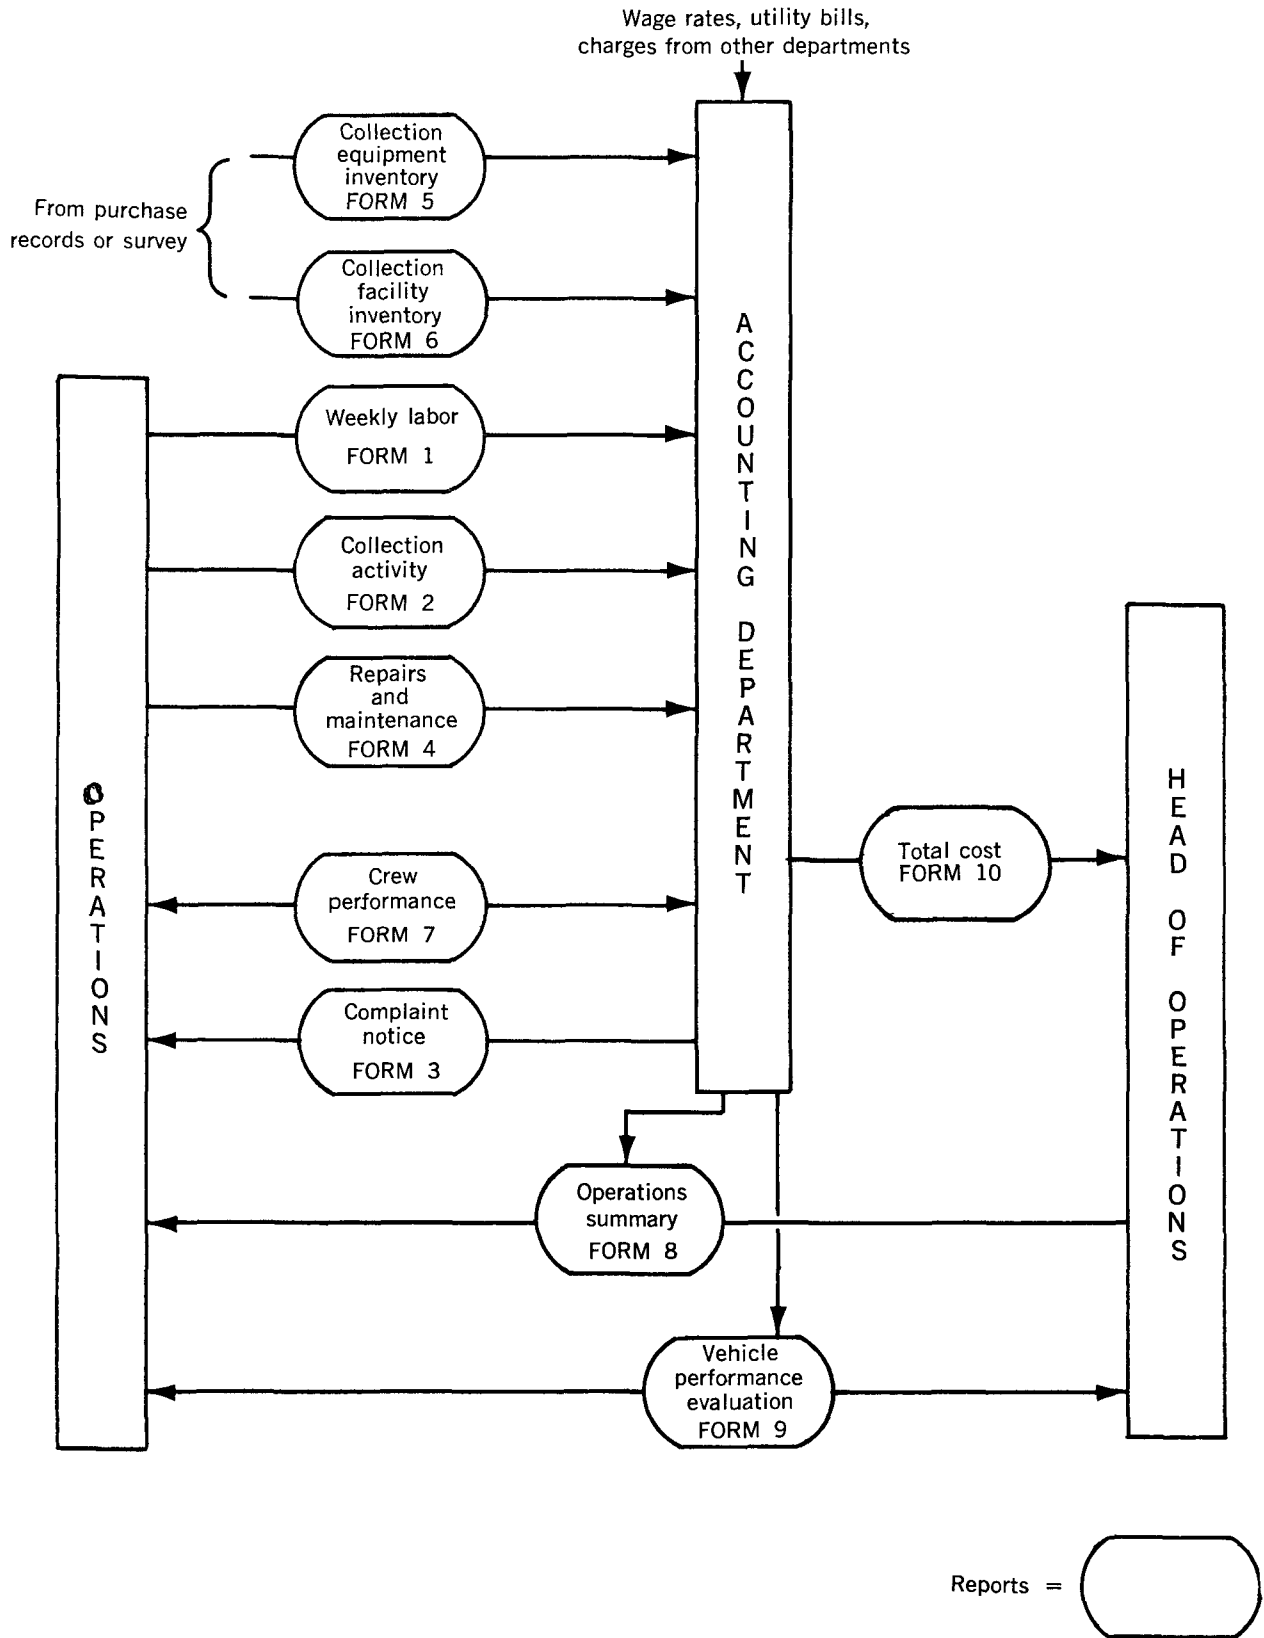 Wage rates, utility bills,
charges from other departments
Collection
equipment
inventory
FORM 5
From purchase
records or survey
Collection
facility
inventory
FORM 6
ACCOUNTING DEPARTMENT
Weekly labor
FORM 1
Collection
activity
FORM 2
Repairs
and
maintenance
FORM 4
OPERATIONS
HEAD OF OPERATIONS
Total cost
FORM 10
Crew
performance
FORM 7
Complaint
notice
FORM 3
Operations
summary
FORM 8
Vehicle
performance
evaluation
FORM 9
Reports =